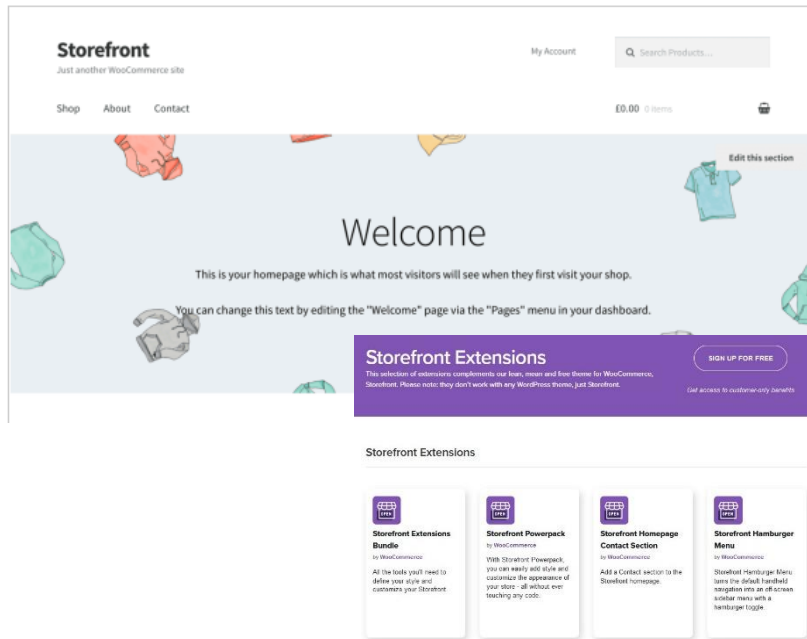 Storefront
Just another WooCommerce site
My Account
Search Products...
Shop About Contact
£0.00 0 items
Edit this section
Welcome
This is your homepage which is what most visitors will see when they first visit your shop.
You can change this text by editing the "Welcome" page via the "Pages" menu in your dashboard.
Storefront Extensions
This selection of extensions complements our lean, mean and free theme for WooCommerce,
Storefront. Please note: they don't work with any WordPress theme, just Storefront.
SIGN UP FOR FREE
Get access to customer-only benefits
Storefront Extensions
OPEN
Storefront Extensions
Bundle
by WooCommerce
All the tools you'll need to
define your style and
customize your Storefront
OPEN
Storefront Powerpack
by WooCommerce
With Storefront Powerpack,
you can easily add style and
customize the appearance of
your store - all without ever
touching any code.
OPEN
Storefront Homepage
Contact Section
by WooCommerce
Add a Contact section to the
Storefront homepage.
OPEN
Storefront Hamburger
Menu
by WooCommerce
Storefront Hamburger Menu
turns the default handheld
navigation into an off-screen
sidebar menu with a
hamburger toggle.